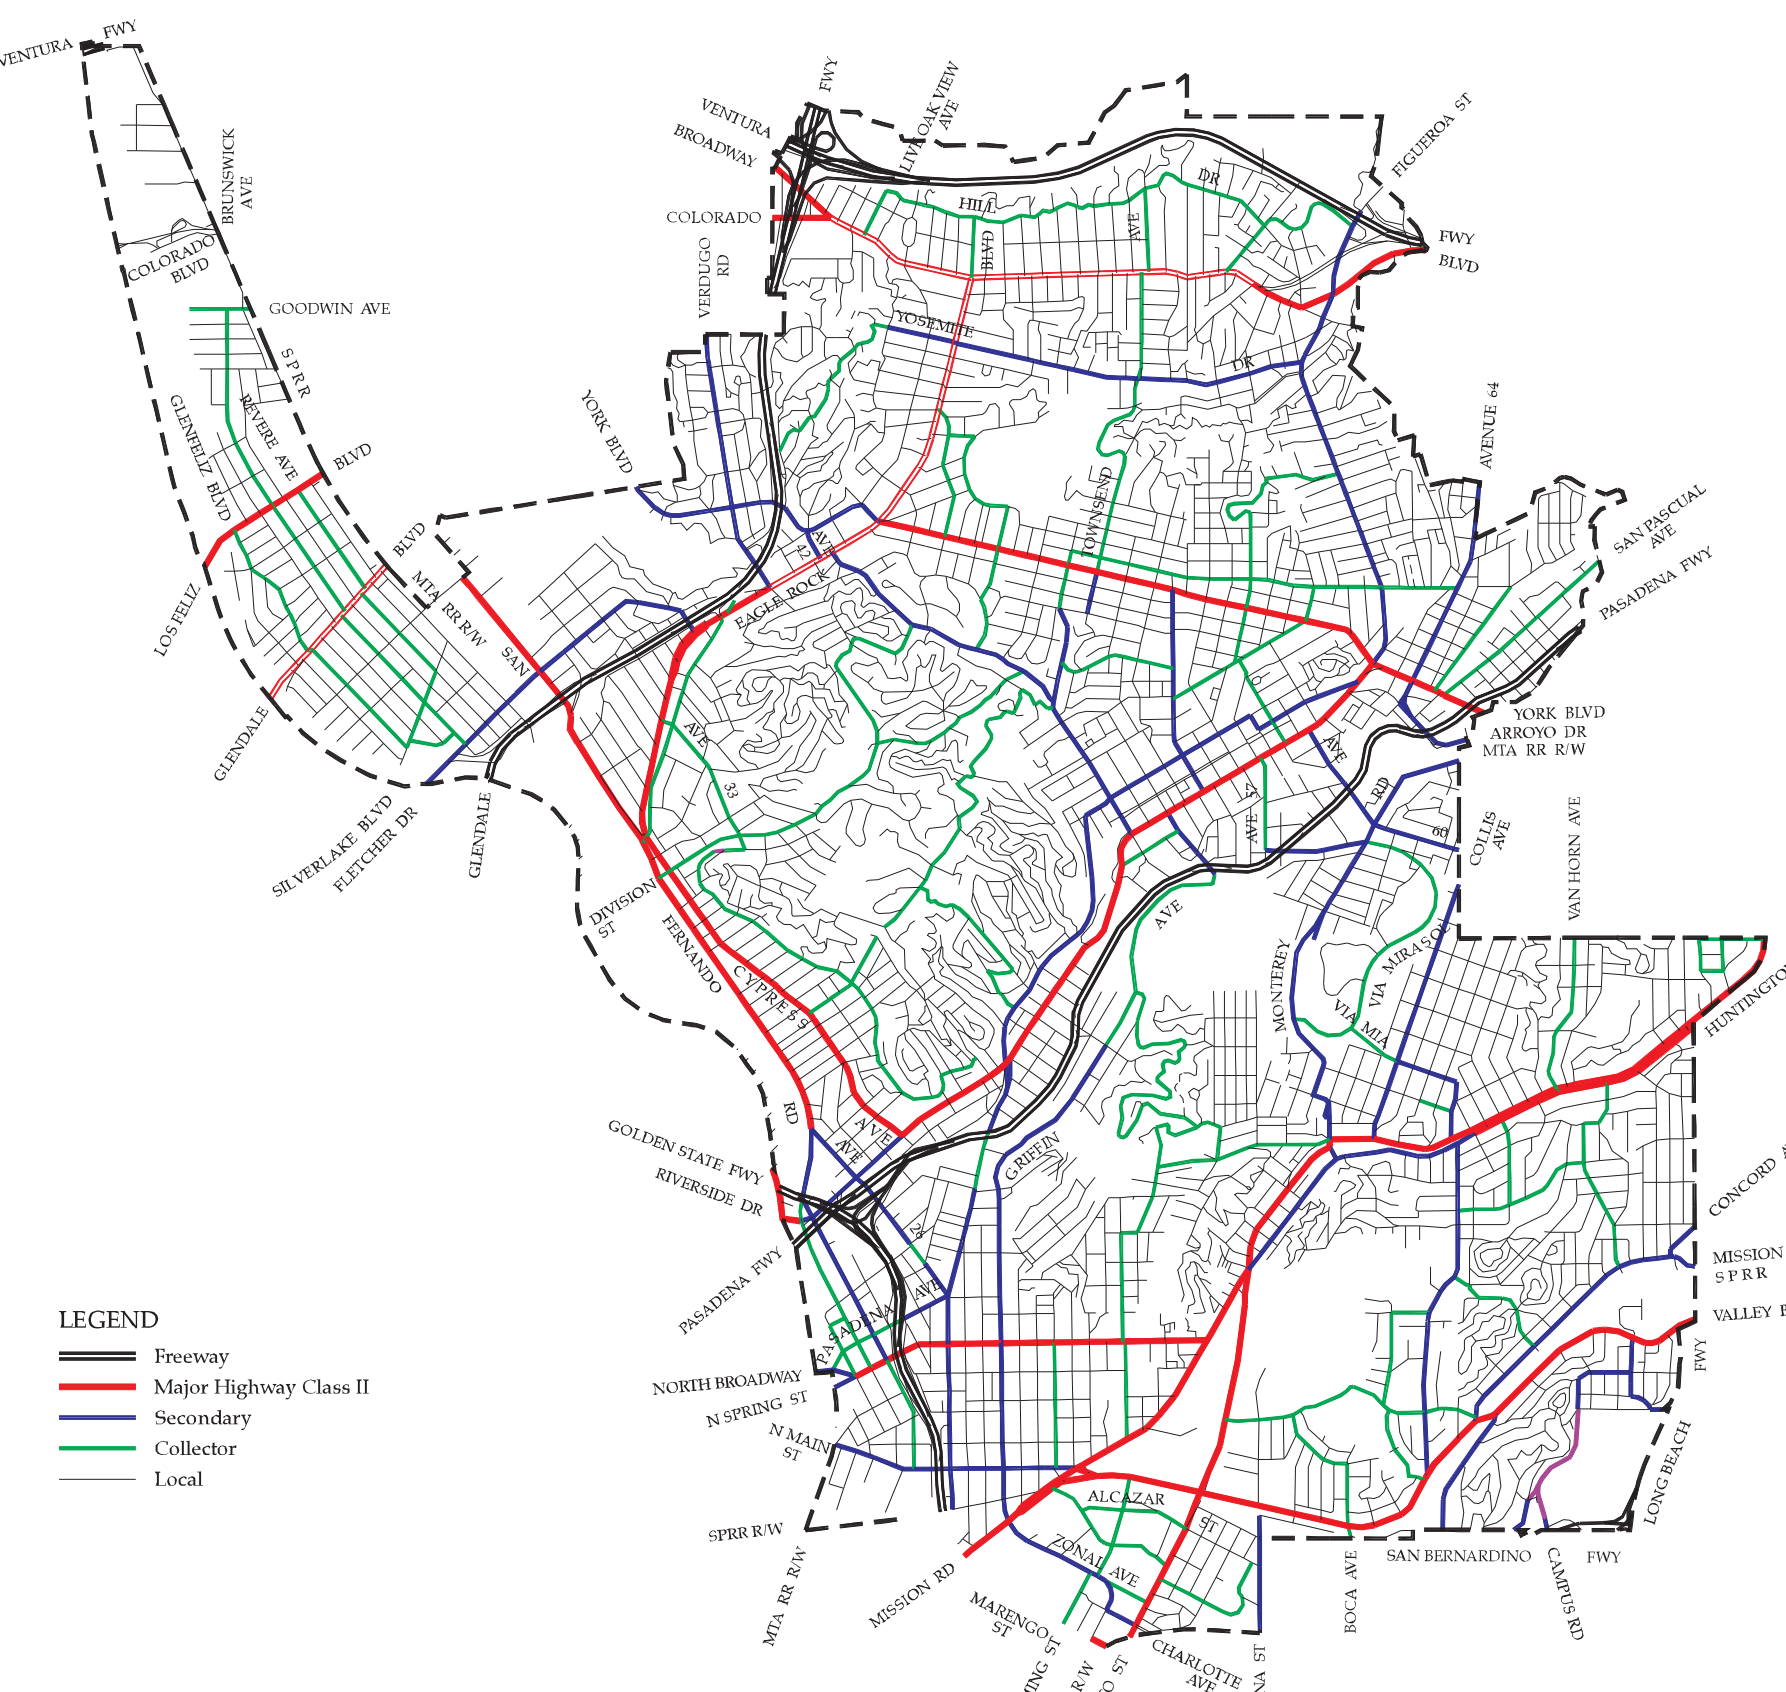 FWY
VENTURA
BRUNSWICK
AVE
COLORADO
BLVD
GOODWIN AVE
SPRR
GLENFELIZ BLVD
REVERE AVE
BLVD
LOS FELIZ
BLVD
MTA RR R/W
GLENDALE
SILVERLAKE BLVD
FLETCHER DR
GLENDALE
YORK BLVD
SAN
VENTURA
FWY
BROADWAY
COLORADO
VERDUGO
RD
LIVE OAK VIEW
AVE
HILL
DR
BLVD
AVE
FIGUEROA ST
FWY
BLVD
YOSEMITE
DR
AVENUE 64
TOWNSEND
AVE
42
EAGLE ROCK
SAN PASCUAL
AVE
PASADENA FWY
YORK BLVD
ARROYO DR
MTA RR R/W
AVE
33
AVE
AVE 57
RD
60
COLLIS
AVE
VAN HORN AVE
DIVISION
ST
FERNANDO
CYPRESS
AVE
MONTEREY
VIA MIRASOL
VIA MIA
HUNTINGTON
RD
AVE
AVE
28
GOLDEN STATE FWY
RIVERSIDE DR
GRIFFIN
PASADENA FWY
PASADENA AVE
CONCORD
MISSION
SPRR
VALLEY
FWY
NORTH BROADWAY
N SPRING ST
N MAIN
ST
SPRR R/W
MTA RR R/W
MISSION RD
ALCAZAR
ST
ZONAL AVE
MARENGO
ST
ST
R/W
ST
CHARLOTTE
AVE
ST
BOCA AVE
SAN BERNARDINO FWY
CAMPUS RD
LONG BEACH
LEGEND
Freeway
Major Highway Class II
Secondary
Collector
Local